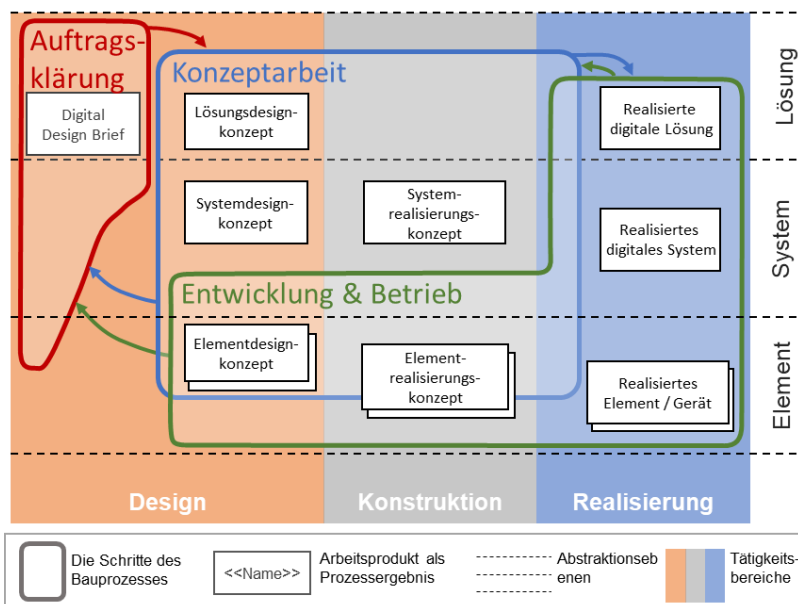 Auftrags-
klärung
Digital
Design Brief
Konzeptarbeit
Lösungsdesign-
konzept
Realisierte
digitale Lösung
Lösung
Systemdesign-
konzept
System-
realisierungs-
konzept
Realisiertes
digitales System
System
Entwicklung & Betrieb
Elementdesign-
konzept
Element-
realisierungs-
konzept
Realisiertes
Element / Gerät
Element
Design
Konstruktion
Realisierung
Die Schritte des
Bauprozesses
<<Name>>
Arbeitsprodukt als
Prozessergebnis
Abstraktionseb
enen
Tätigkeits-
bereiche